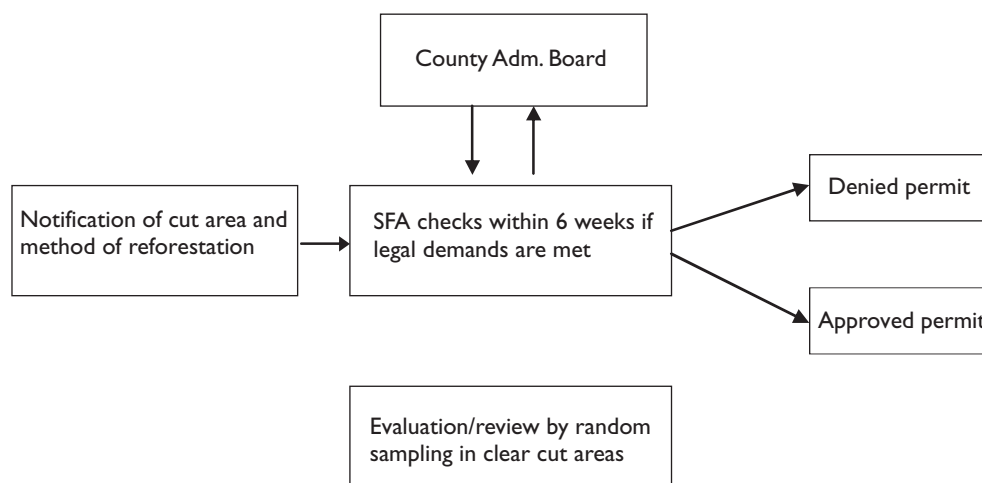 County Adm. Board
Notification of cut area and
method of reforestation
SFA checks within 6 weeks if
legal demands are met
Denied permit
Approved permit
Evaluation/review by random
sampling in clear cut areas